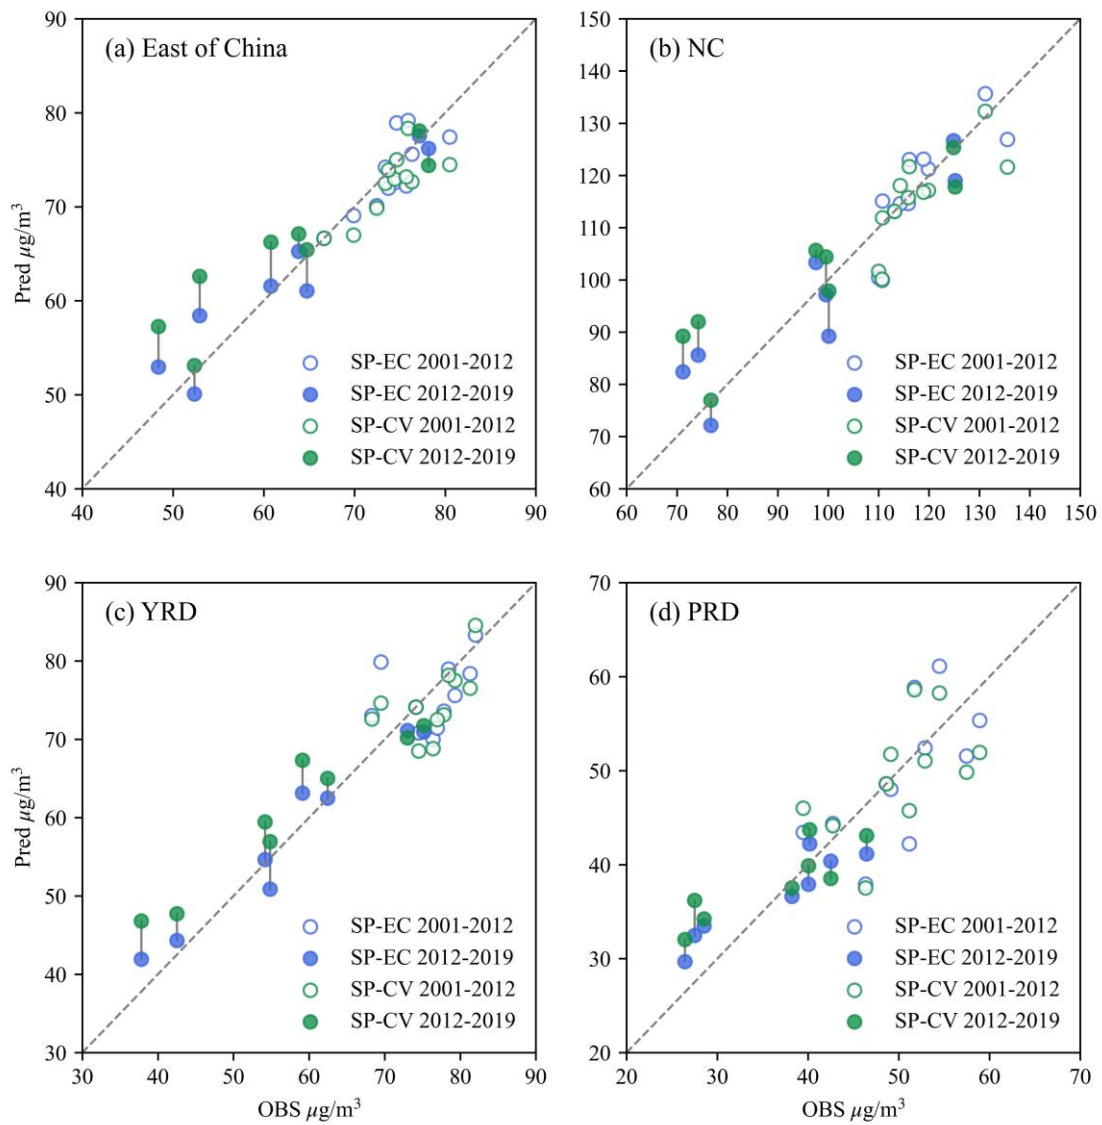 (a) East of China
90
80
70
60
50
40
40 50 60 70 80 90
Pred μg/m³
SP-EC 2001-2012
SP-EC 2012-2019
SP-CV 2001-2012
SP-CV 2012-2019
(b) NC
150
140
130
120
110
100
90
80
70
60
60 70 80 90 100 110 120 130 140 150
SP-EC 2001-2012
SP-EC 2012-2019
SP-CV 2001-2012
SP-CV 2012-2019
(c) YRD
90
80
70
60
50
40
30
30 40 50 60 70 80 90
Pred μg/m³
OBS μg/m³
SP-EC 2001-2012
SP-EC 2012-2019
SP-CV 2001-2012
SP-CV 2012-2019
(d) PRD
70
60
50
40
30
20
20 30 40 50 60 70
OBS μg/m³
SP-EC 2001-2012
SP-EC 2012-2019
SP-CV 2001-2012
SP-CV 2012-2019